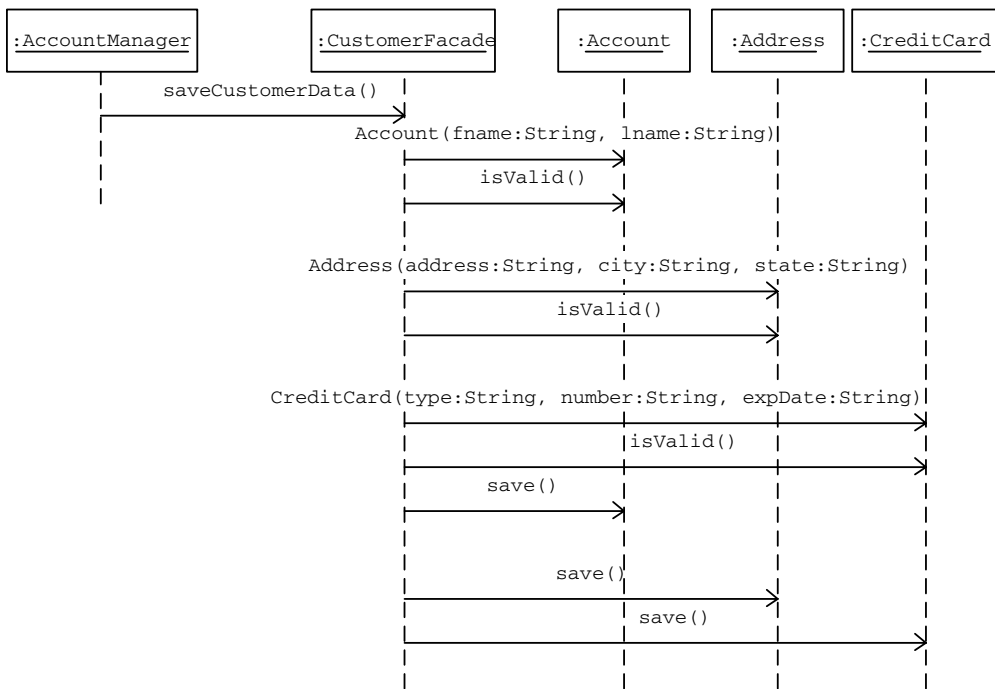 :AccountManager
:CustomerFacade
:Account
:Address
:CreditCard
saveCustomerData()
Account(fname:String, lname:String)
isValid()
Address(address:String, city:String, state:String)
isValid()
CreditCard(type:String, number:String, expDate:String)
isValid()
save()
save()
save()